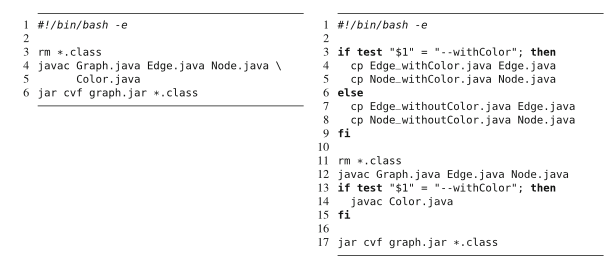 1 #!/bin/bash -e
2
3 rm *.class
4 javac Graph.java Edge.java Node.java \
5 Color.java
6 jar cvf graph.jar *.class
1 #!/bin/bash -e
2
3 if test "$1" = "--withColor"; then
4 cp Edge_withColor.java Edge.java
5 cp Node_withColor.java Node.java
6 else
7 cp Edge_withoutColor.java Edge.java
8 cp Node_withoutColor.java Node.java
9 fi
10
11 rm *.class
12 javac Graph.java Edge.java Node.java
13 if test "$1" = "--withColor"; then
14 javac Color.java
15 fi
16
17 jar cvf graph.jar *.class